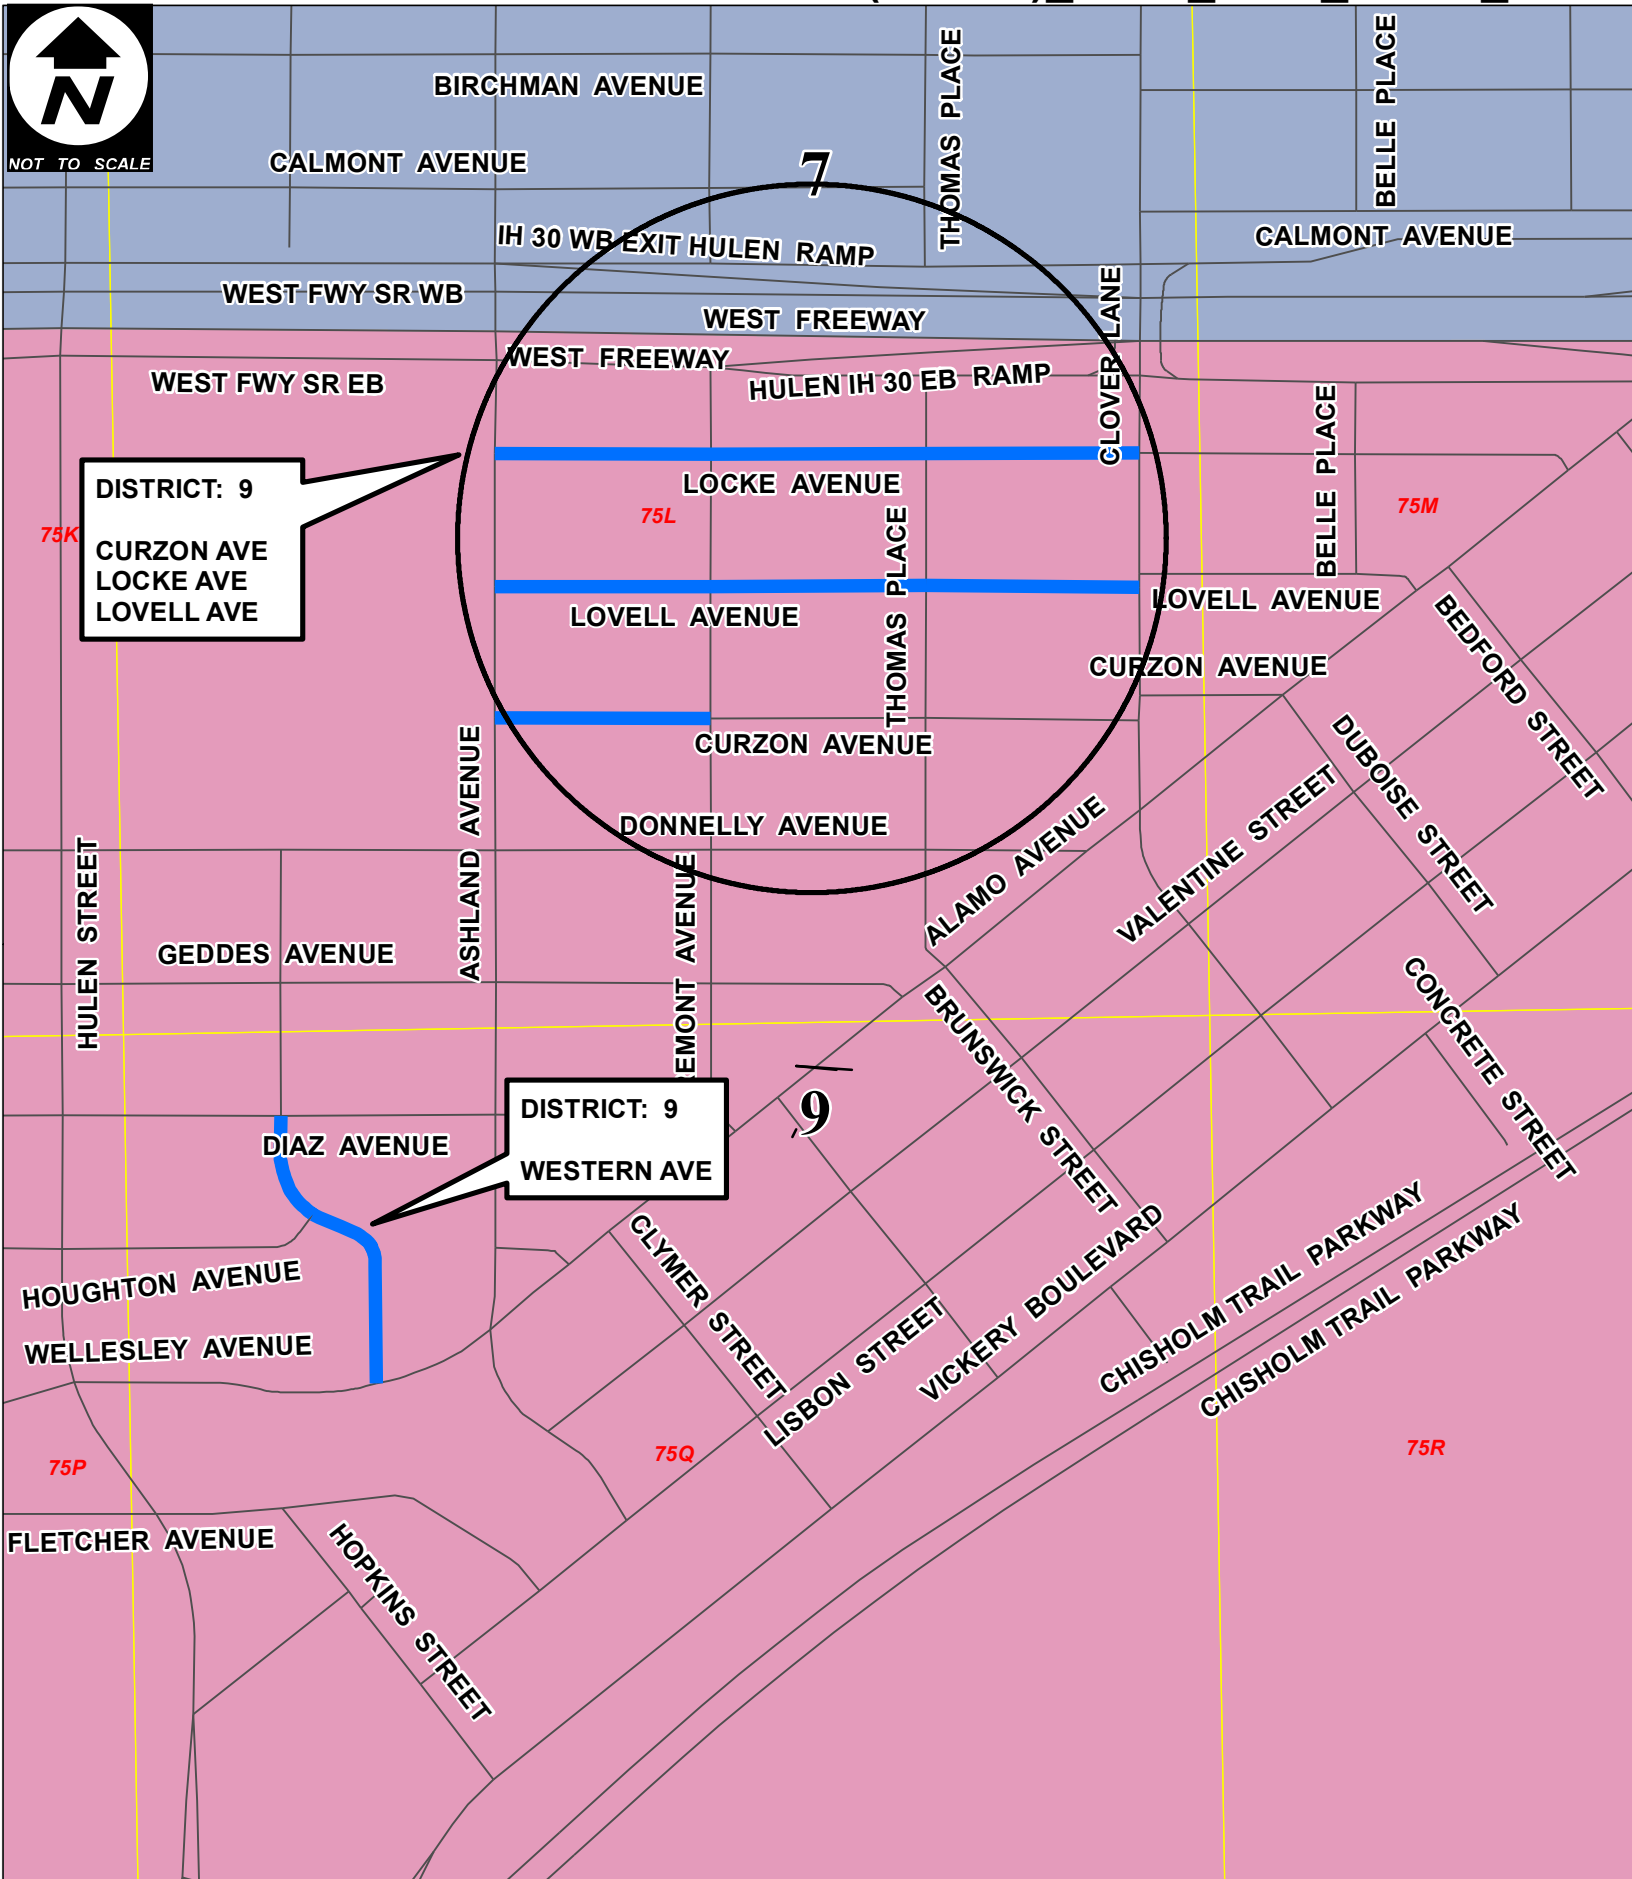 N
NOT TO SCALE
BIRCHMAN AVENUE
THOMAS PLACE
BELLE PLACE
CALMONT AVENUE
7
IH 30 WB EXIT HULEN RAMP
CALMONT AVENUE
WEST FWY SR WB
WEST FREEWAY
CLOVER LANE
WEST FREEWAY
WEST FWY SR EB
HULEN IH 30 EB RAMP
BELLE PLACE
DISTRICT: 9
CURZON AVE
LOCKE AVE
LOVELL AVE
LOCKE AVENUE
75K
75L
75M
THOMAS PLACE
LOVELL AVENUE
LOVELL AVENUE
BEDFORD STREET
CURZON AVENUE
CURZON AVENUE
DUBOISE STREET
ASHLAND AVENUE
DONNELLY AVENUE
VALENTINE STREET
ALAMO AVENUE
HULEN STREET
GEDDES AVENUE
AVENUE
BRUNSWICK STREET
CONCRETE STREET
DISTRICT: 9
WESTERN AVE
9
DIAZ AVENUE
HOUGHTON AVENUE
WELLESLEY AVENUE
CLYMER STREET
LISBON STREET
VICKERY BOULEVARD
CHISHOLM TRAIL PARKWAY
CHISHOLM TRAIL PARKWAY
75P
75Q
75R
FLETCHER AVENUE
HOPKINS STREET